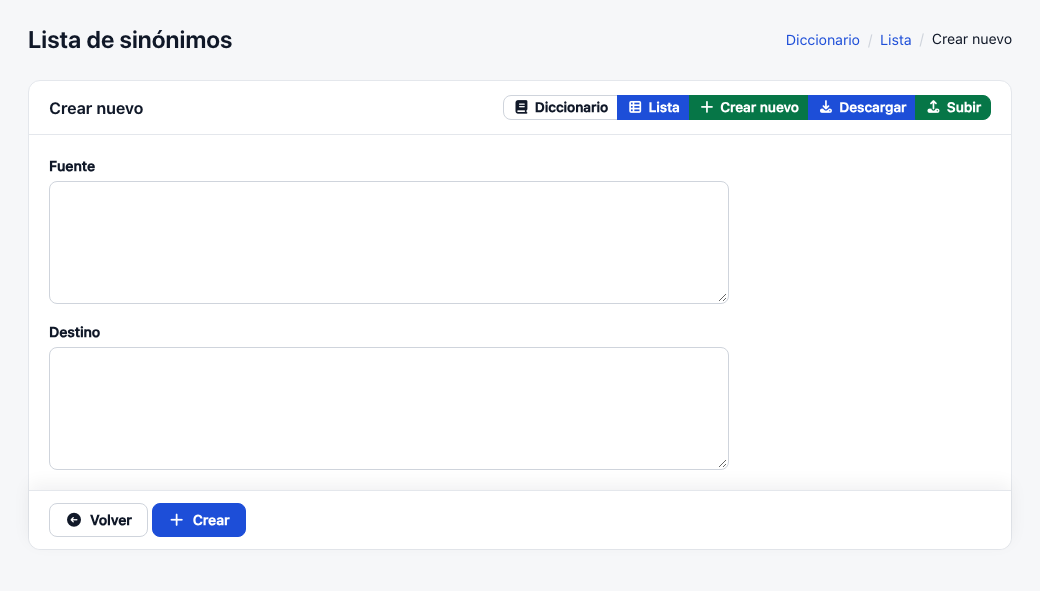 Lista de sinónimos
Diccionario / Lista / Crear nuevo
Crear nuevo
Diccionario Lista Crear nuevo Descargar Subir
Fuente
Destino
Volver Crear